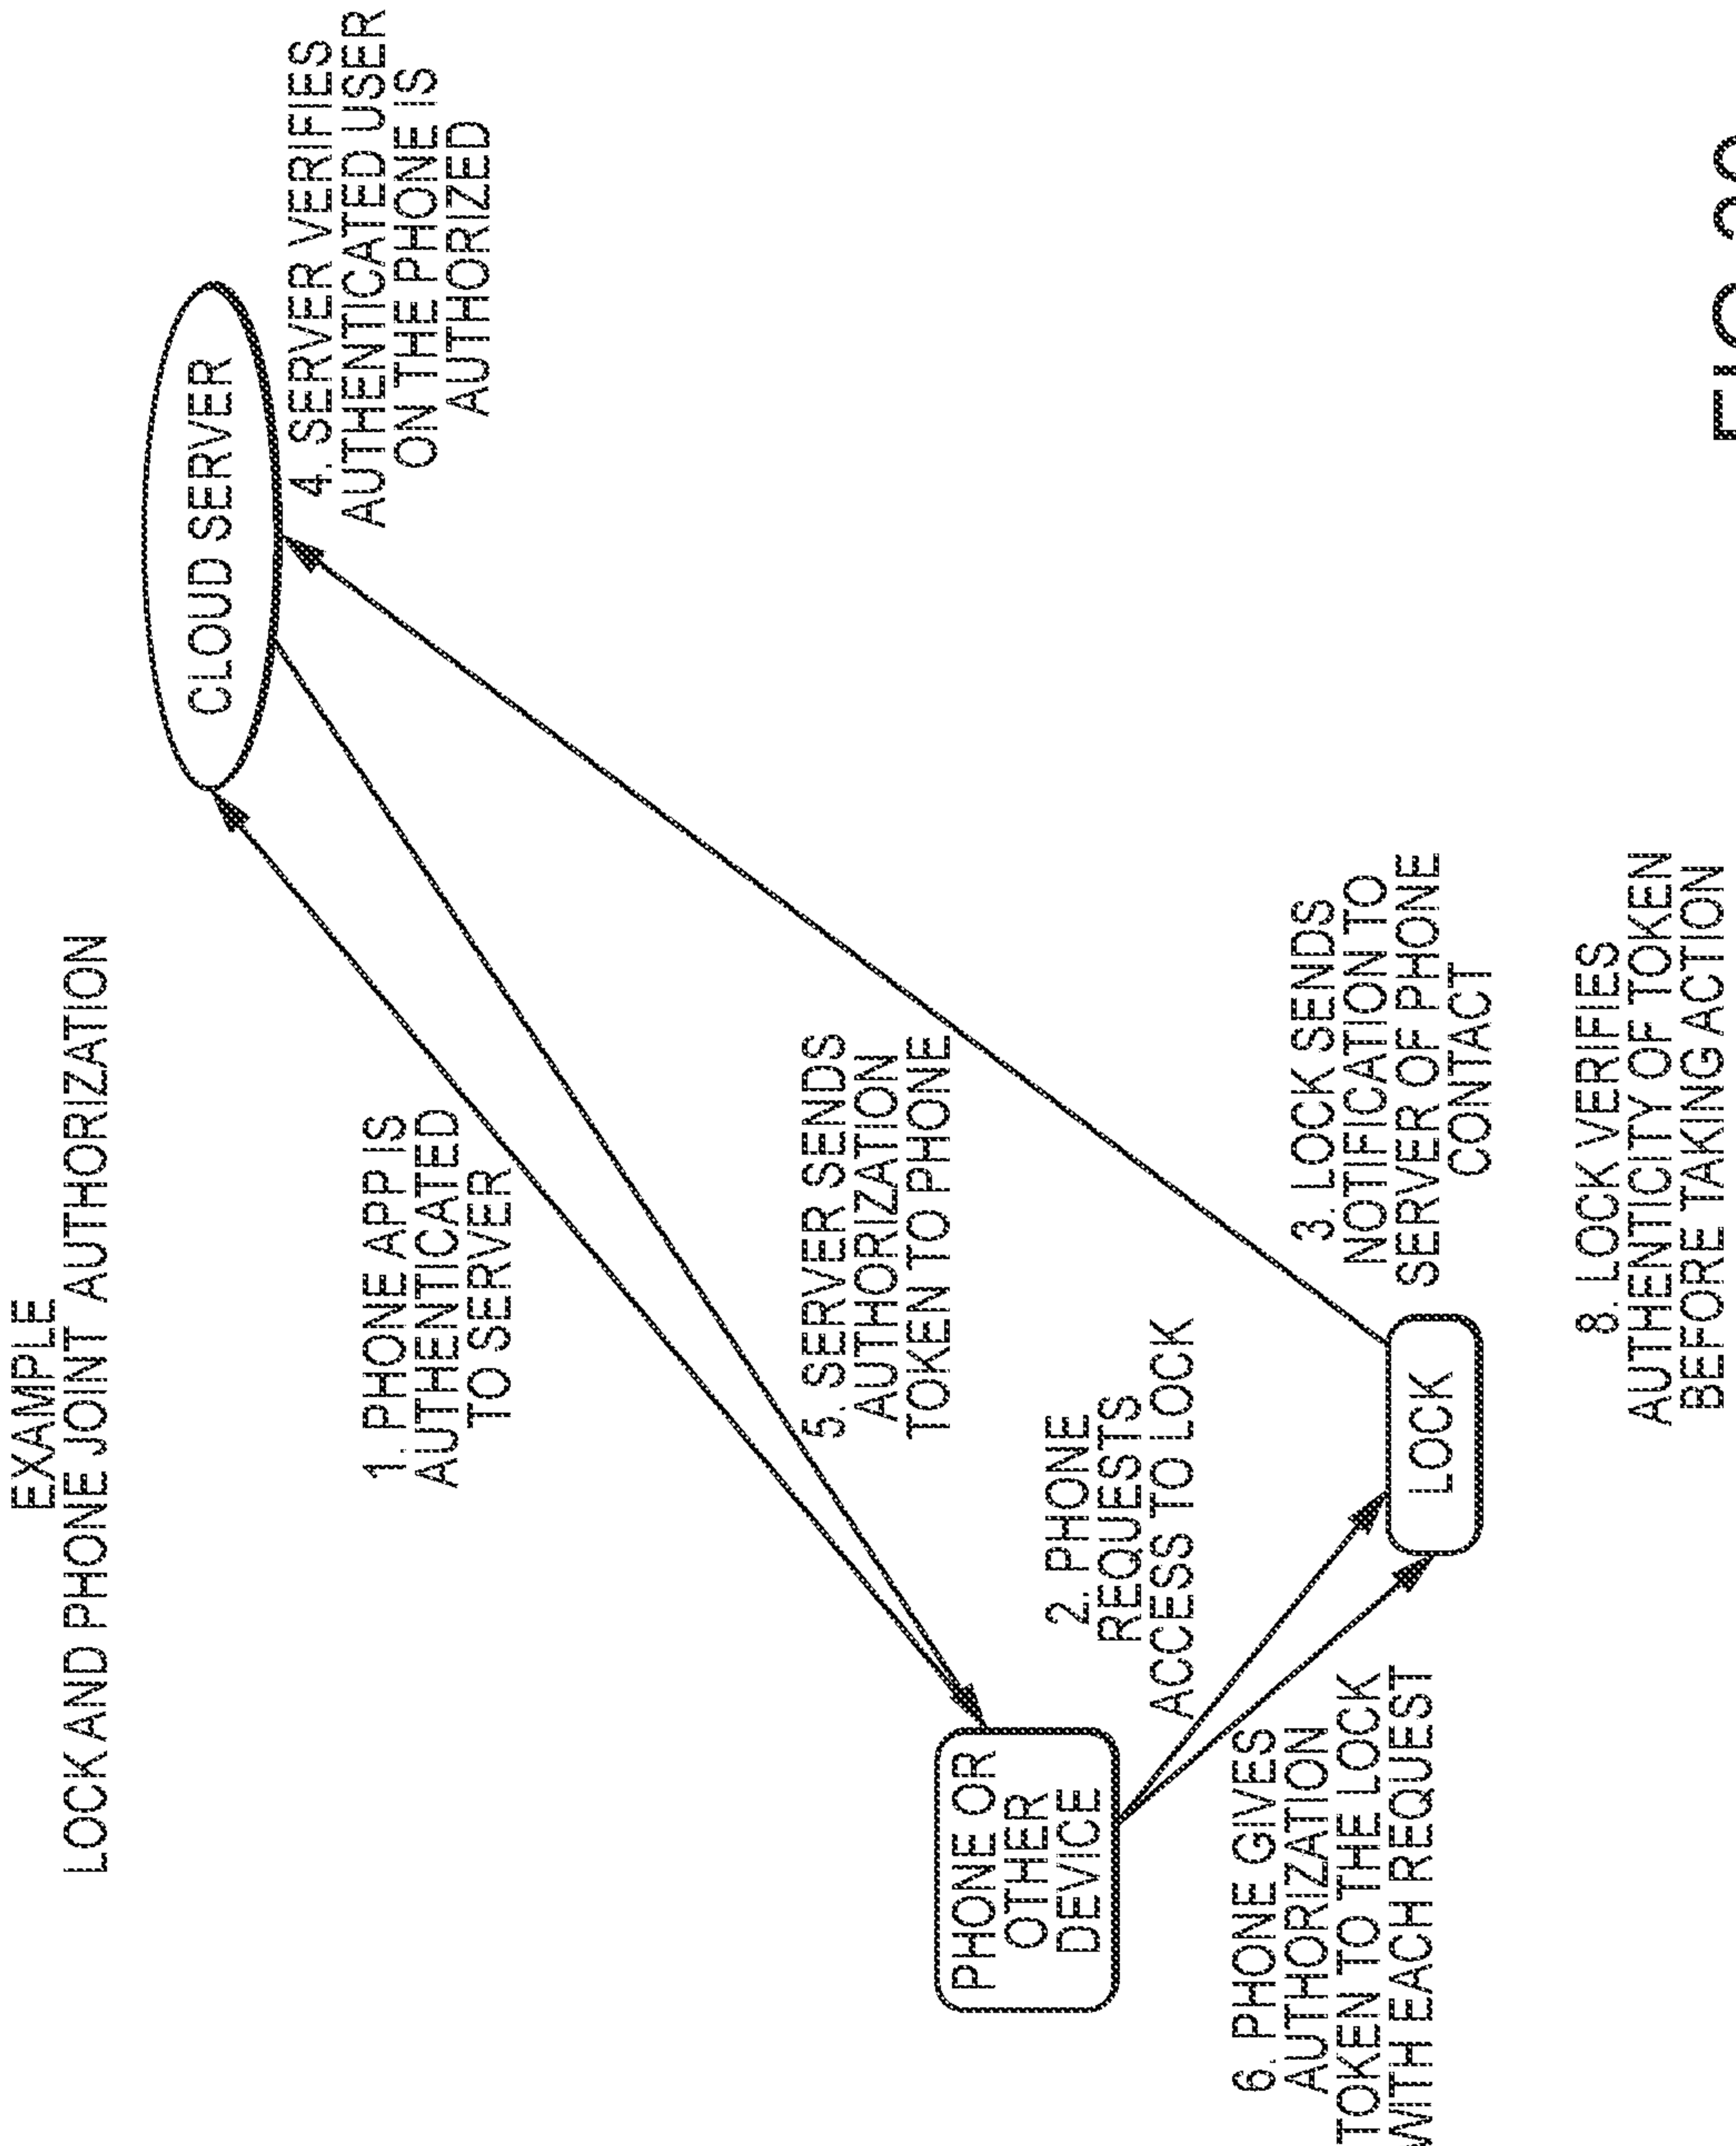 EXAMPLE
LOCK AND PHONE JOINT AUTHORIZATION
CLOUD SERVER
1. PHONE APP IS
AUTHENTICATED
TO SERVER
4. SERVER VERIFIES
AUTHENTICATED USER
ON THE PHONE IS
AUTHORIZED
5. SERVER SENDS
AUTHORIZATION
TOKEN TO PHONE
PHONE OR
OTHER
DEVICE
2. PHONE
REQUESTS
ACCESS TO LOCK
3. LOCK SENDS
NOTIFICATION TO
SERVER OF PHONE
CONTACT
6. PHONE GIVES
AUTHORIZATION
TOKEN TO THE LOCK
WITH EACH REQUEST
LOCK
8. LOCK VERIFIES
AUTHENTICITY OF TOKEN
BEFORE TAKING ACTION